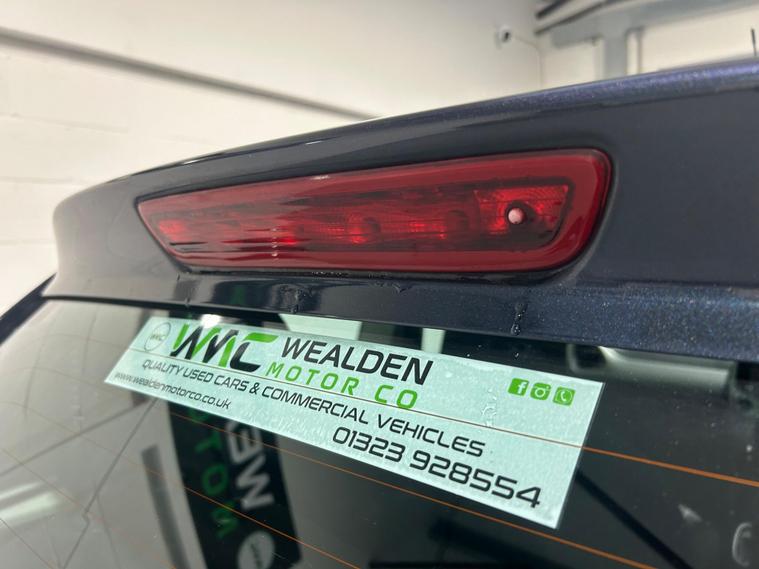 WMC WEALDEN
MOTOR CO
QUALITY USED CARS & COMMERCIAL VEHICLES
www.wealdenmotorco.co.uk
01323 928554